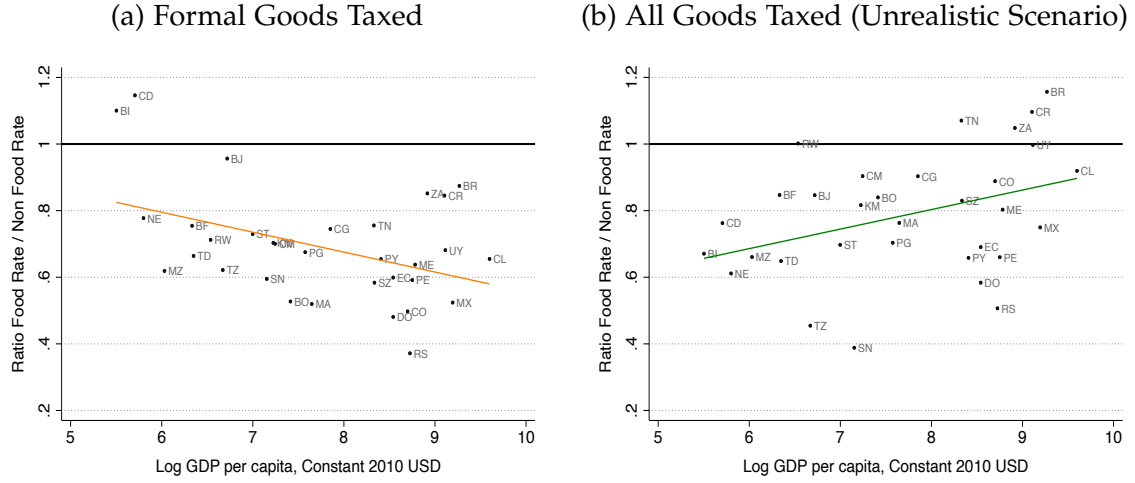 (a) Formal Goods Taxed
Ratio Food Rate / Non Food Rate
1.2
1
.8
.6
.4
.2
CD
BI
BJ
BR
ZA
CR
NE
BF
ST
CG
TN
RW
KM
UY
TD
PG
PY
CL
MZ
TZ
ME
SN
SZ
EC
PE
BO
MA
MX
DO
CO
RS
5
6
7
8
9
10
Log GDP per capita, Constant 2010 USD
(b) All Goods Taxed (Unrealistic Scenario)
Ratio Food Rate / Non Food Rate
1.2
1
.8
.6
.4
.2
BR
CR
TN
ZA
RW
UY
CL
CM
CG
CO
BF
BJ
BO
KM
SZ
ME
CD
MA
MX
ST
PG
EC
BI
MZ
TD
PY
PE
NE
DO
RS
TZ
SN
5
6
7
8
9
10
Log GDP per capita, Constant 2010 USD